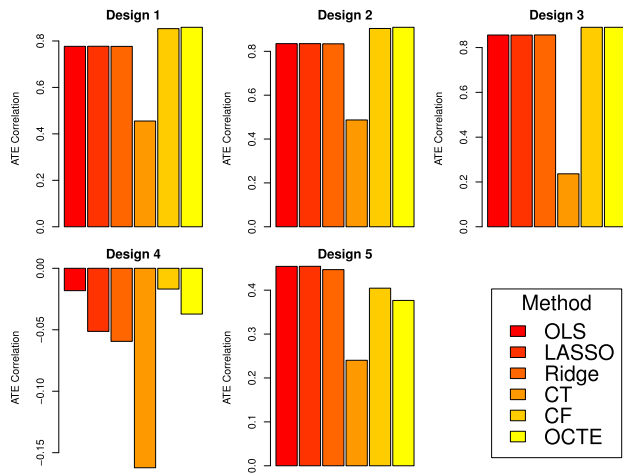 Design 1
Design 2
Design 3
ATE Correlation
0.0
0.2
0.4
0.6
0.8
ATE Correlation
0.0
0.2
0.4
0.6
0.8
ATE Correlation
0.0
0.2
0.4
0.6
0.8
Design 4
Design 5
ATE Correlation
−0.15
−0.10
−0.05
0.00
ATE Correlation
0.0
0.1
0.2
0.3
0.4
Method
OLS
LASSO
Ridge
CT
CF
OCTE